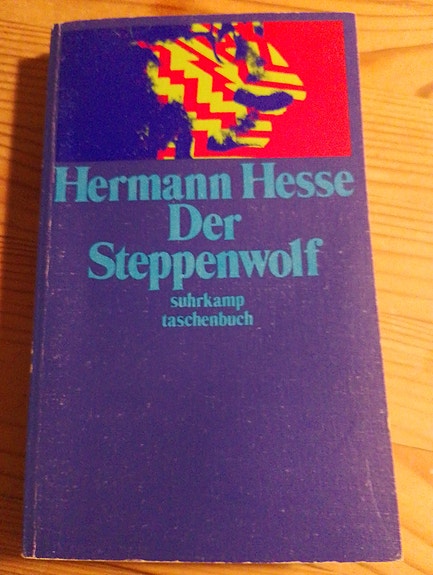 Hermann Hesse
Der
Steppenwolf
suhrkamp
taschenbuch